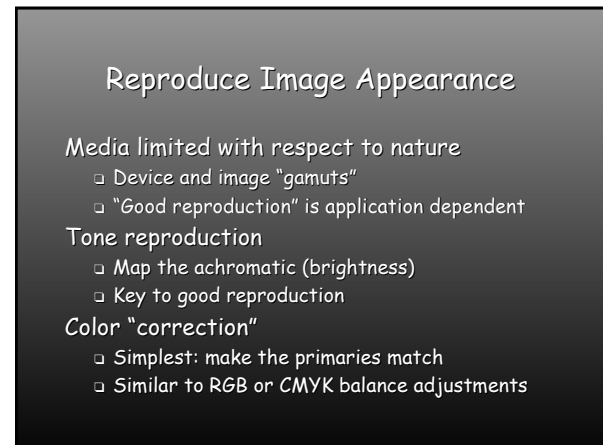 Reproduce Image Appearance
Media limited with respect to nature
❑ Device and image “gamuts”
❑ “Good reproduction” is application dependent
Tone reproduction
❑ Map the achromatic (brightness)
❑ Key to good reproduction
Color “correction”
❑ Simplest: make the primaries match
❑ Similar to RGB or CMYK balance adjustments